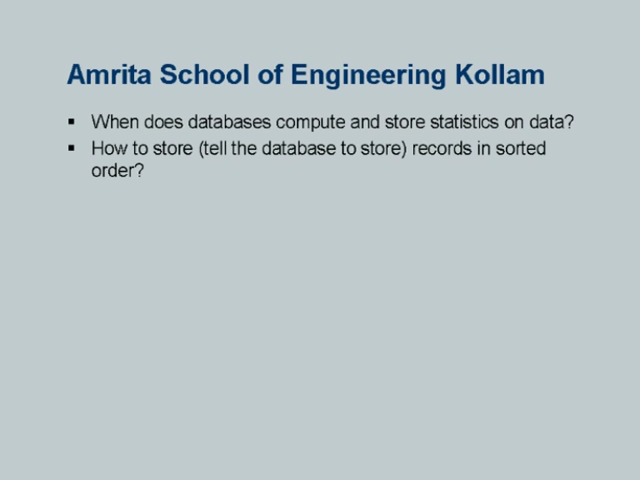 Amrita School of Engineering Kollam
▪ When does databases compute and store statistics on data?
▪ How to store (tell the database to store) records in sorted
order?